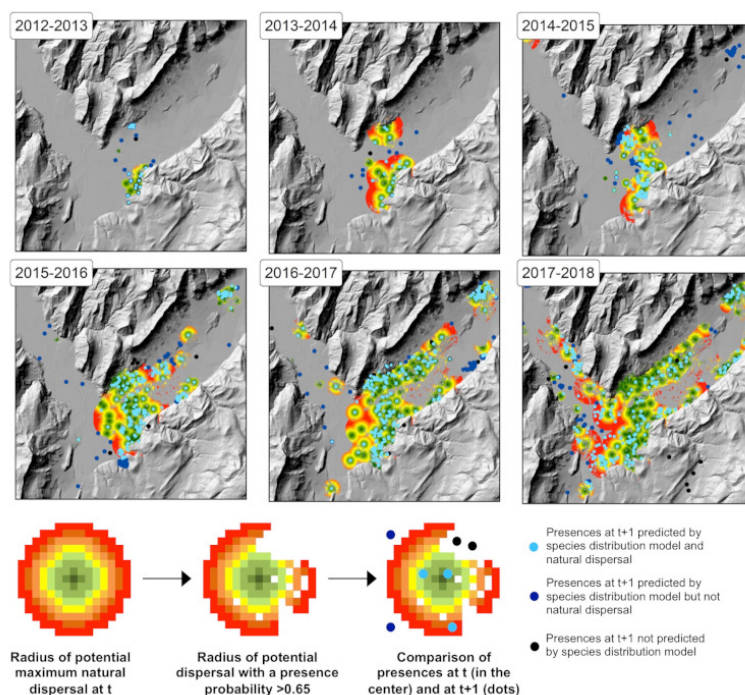 2012-2013
2013-2014
2014-2015
2015-2016
2016-2017
2017-2018
Radius of potential
maximum natural
dispersal at t
Radius of potential
dispersal with a presence
probability >0.65
Comparison of
presences at t (in the
center) and at t+1 (dots)
Presences at t+1 predicted by
species distribution model and
natural dispersal
Presences at t+1 predicted by
species distribution model but not
natural dispersal
Presences at t+1 not predicted
by species distribution model